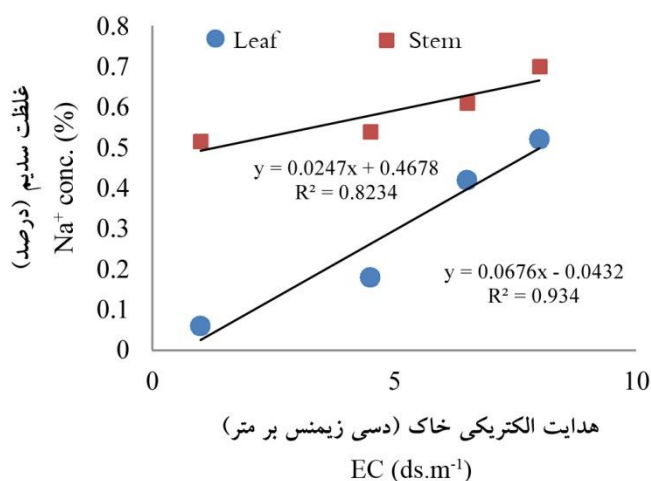 0.8
0.7
0.6
0.5
0.4
0.3
0.2
0.1
0
Leaf
Stem
y = 0.0247x + 0.4678
R² = 0.8234
y = 0.0676x - 0.0432
R² = 0.934
0 5 10
غلظت سدیم (درصد)
Na⁺ conc. (%)
هدایت الکتریکی خاک (دسی زیمنس بر متر)
EC (ds.m⁻¹)